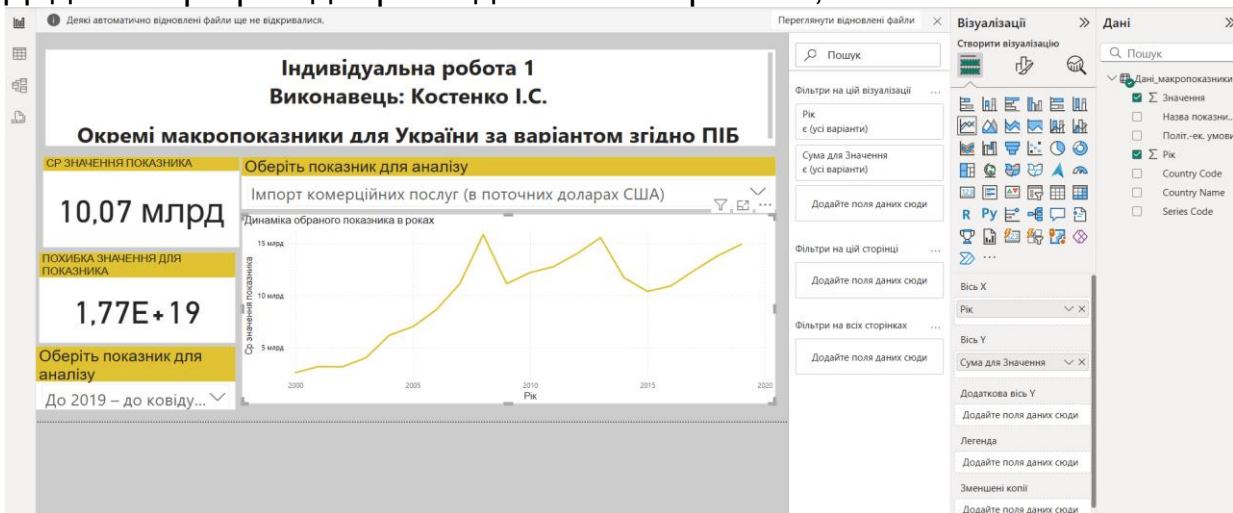 Деякі автоматично відновлені файли ще не відкривалися.
Переглянути відновлені файли
Індивідуальна робота 1
Виконавець: Костенко І.С.
Окремі макропоказники для України за варіантом згідно ПІБ
СР ЗНАЧЕННЯ ПОКАЗНИКА
10,07 млрд
ПОХИБКА ЗНАЧЕННЯ ДЛЯ
ПОКАЗНИКА
1,77E+19
Оберіть показник для
аналізу
До 2019 – до ковіду...
Оберіть показник для аналізу
Імпорт комерційних послуг (в поточних доларах США)
Динаміка обраного показника в роках
Ср значення показника
15 млрд
10 млрд
5 млрд
2000
2005
2010
2015
2020
Рік
Пошук
Фільтри на цій візуалізації
Рік
є (усі варіанти)
Сума для Значення
є (усі варіанти)
Додайте поля даних сюди
Фільтри на цій сторінці
Додайте поля даних сюди
Фільтри на всіх сторінках
Додайте поля даних сюди
Візуалізації
Створити візуалізацію
R
Py
Вісь X
Рік
Вісь Y
Сума для Значення
Додаткова вісь Y
Додайте поля даних сюди
Легенда
Додайте поля даних сюди
Зменшені копії
Додайте поля даних сюди
Дані
Пошук
Дані_макропоказники
Значення
Назва показни...
Політ.-ек. умови
Рік
Country Code
Country Name
Series Code